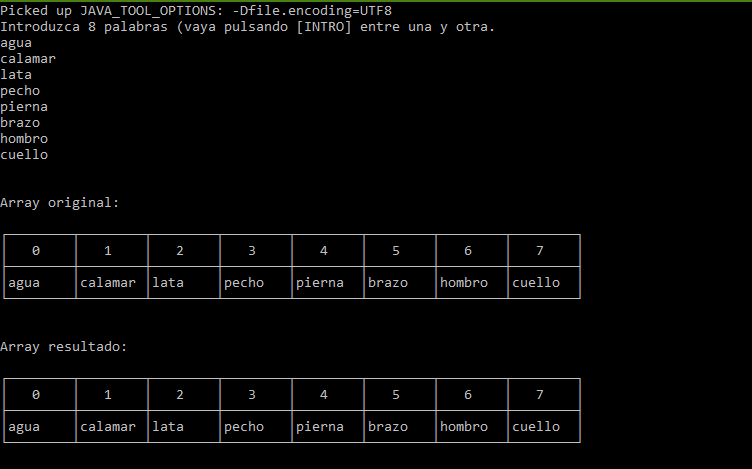 Picked up JAVA_TOOL_OPTIONS: -Dfile.encoding=UTF8
Introduzca 8 palabras (vaya pulsando [INTRO] entre una y otra.
agua
calamar
lata
pecho
pierna
brazo
hombro
cuello
Array original:
0 1 2 3 4 5 6 7
agua calamar lata pecho pierna brazo hombro cuello
Array resultado:
0 1 2 3 4 5 6 7
agua calamar lata pecho pierna brazo hombro cuello